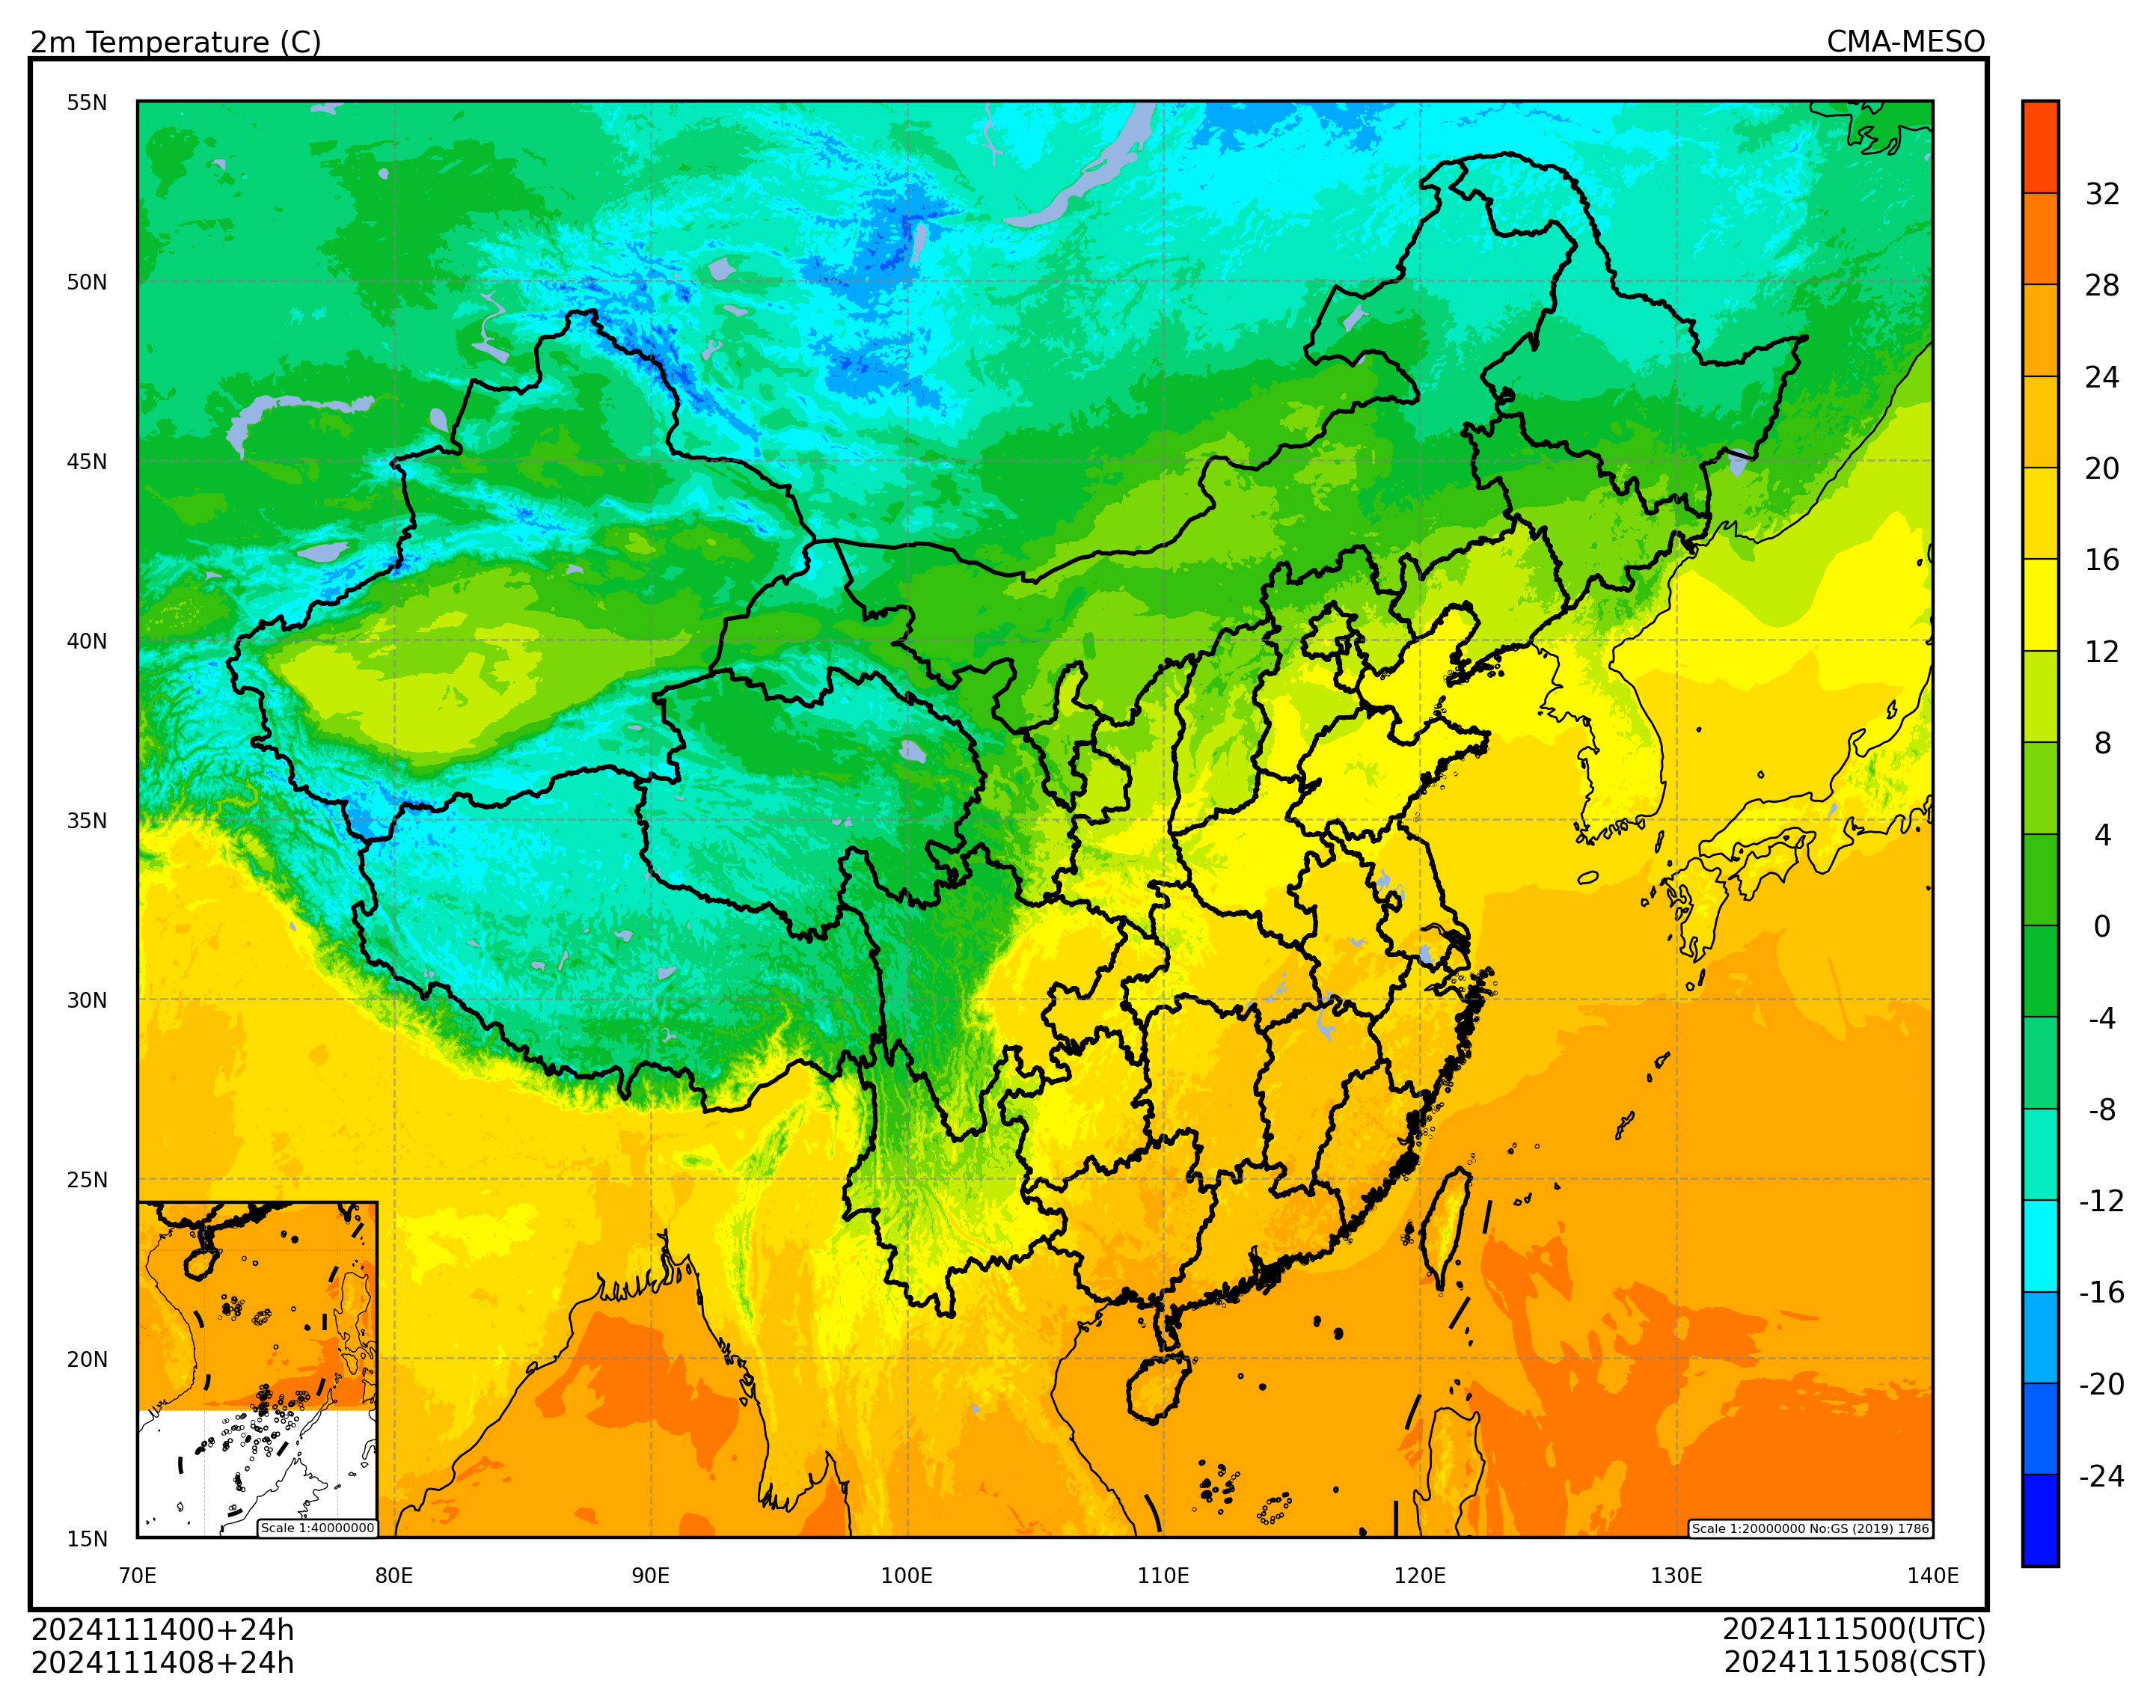 2m Temperature (C)
CMA-MESO
55N
50N
45N
40N
35N
30N
25N
20N
15N
70E
80E
90E
100E
110E
120E
130E
140E
32
28
24
20
16
12
8
4
0
-4
-8
-12
-16
-20
-24
Scale 1:40000000
Scale 1:20000000 No:GS (2019) 1786
2024111400+24h
2024111408+24h
2024111500(UTC)
2024111508(CST)